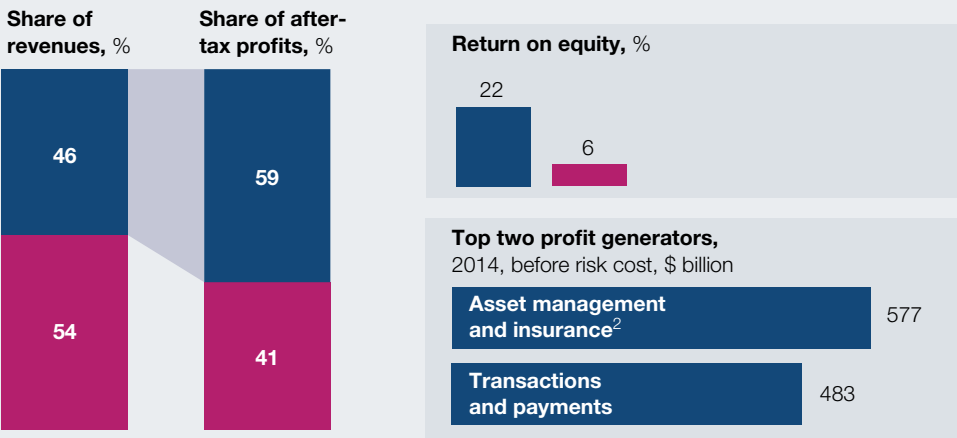 Share of
revenues, %
46
54
Share of after-
tax profits, %
59
41
Return on equity, %
22
6
Top two profit generators,
2014, before risk cost, $ billion
Asset management
and insurance2
577
Transactions
and payments
483